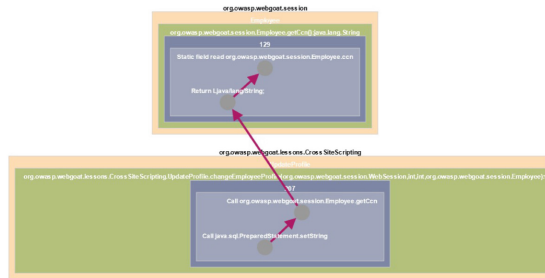 org.owasp.webgoat.session
Employee
org.owasp.webgoat.session.Employee.getCcn():java.lang.String
129
Static field read org.owasp.webgoat.session.Employee.ccn
Return Ljava/lang/String;
org.owasp.webgoat.lessons.CrossSiteScripting
UpdateProfile
org.owasp.webgoat.lessons.CrossSiteScripting.UpdateProfile.changeEmployeeProfile(org.owasp.webgoat.session.WebSession,int,int,org.owasp.webgoat.session.Employee):
207
Call org.owasp.webgoat.session.Employee.getCcn
Call java.sql.PreparedStatement.setString